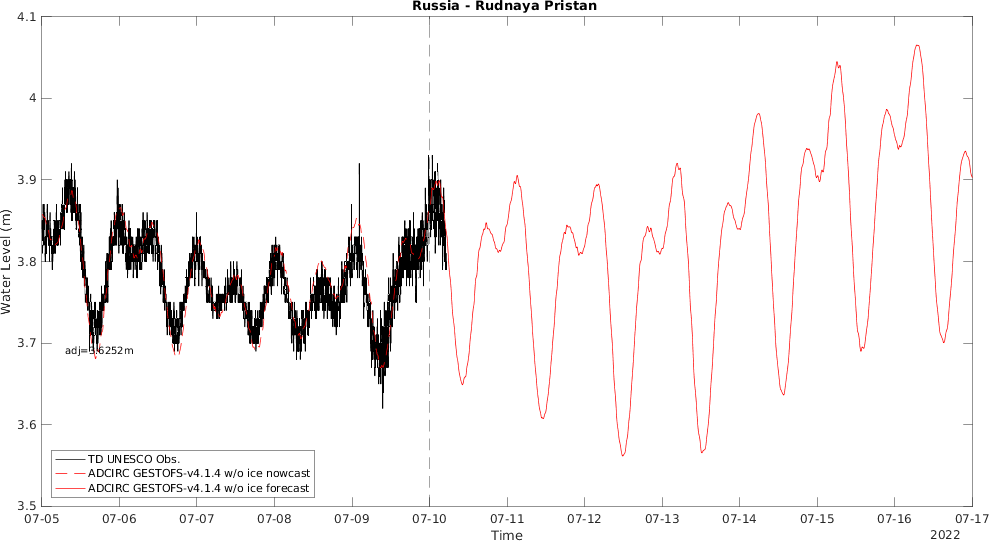 Russia - Rudnaya Pristan
4.1
4
3.9
3.8
3.7
3.6
3.5
Water Level (m)
adj=3.6252m
TD UNESCO Obs.
ADCIRC GESTOFS-v4.1.4 w/o ice nowcast
ADCIRC GESTOFS-v4.1.4 w/o ice forecast
07-05 07-06 07-07 07-08 07-09 07-10 07-11 07-12 07-13 07-14 07-15 07-16 07-17
Time
2022